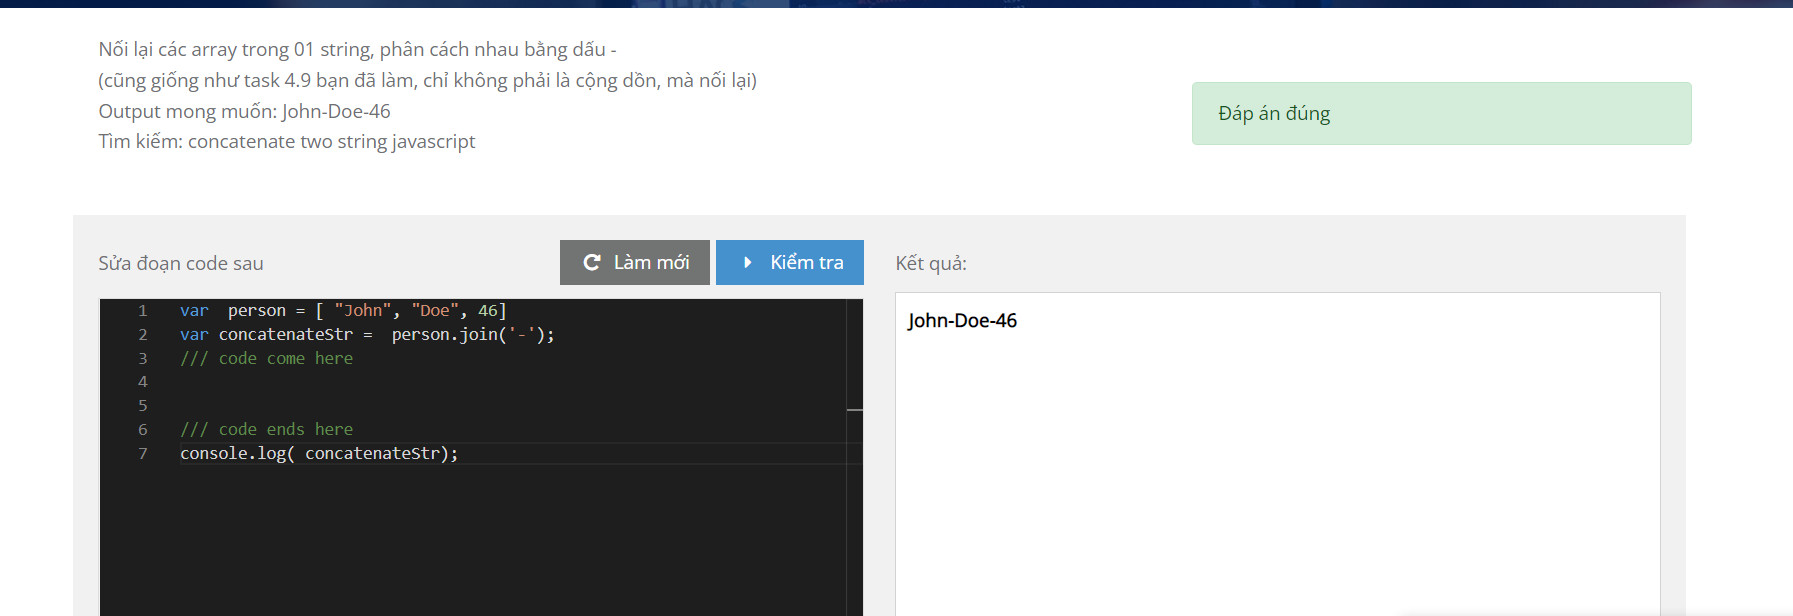 Nối lại các array trong 01 string, phân cách nhau bằng dấu -
(cũng giống như task 4.9 bạn đã làm, chỉ không phải là cộng dồn, mà nối lại)
Output mong muốn: John-Doe-46
Tìm kiếm: concatenate two string javascript
Đáp án đúng
Sửa đoạn code sau
Làm mới
Kiểm tra
Kết quả:
1 var  person = [ "John", "Doe", 46]
2 var concatenateStr =  person.join('-');
3 /// code come here
4
5
6 /// code ends here
7 console.log( concatenateStr);
John-Doe-46